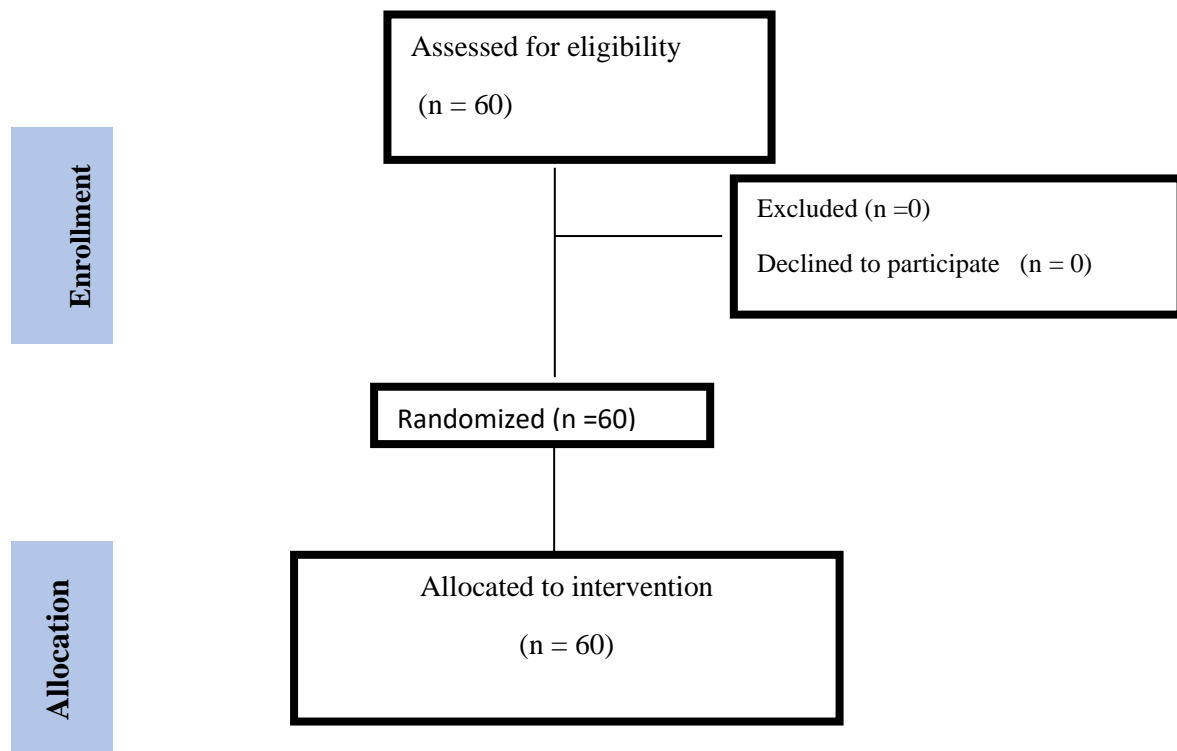 Assessed for eligibility
(n = 60)
Enrollment
Excluded (n =0)
Declined to participate (n = 0)
Randomized (n =60)
Allocation
Allocated to intervention
(n = 60)